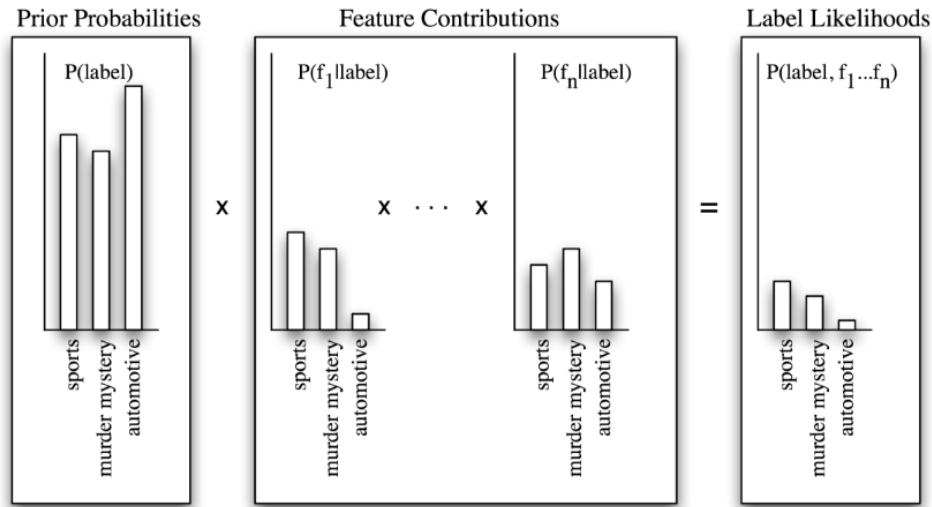 Prior Probabilities
Feature Contributions
Label Likelihoods
P(label)
P(f1|label)
P(fn|label)
P(label, f1...fn)
x
x
. . .
x
=
sports
murder mystery
automotive
sports
murder mystery
automotive
sports
murder mystery
automotive
sports
murder mystery
automotive